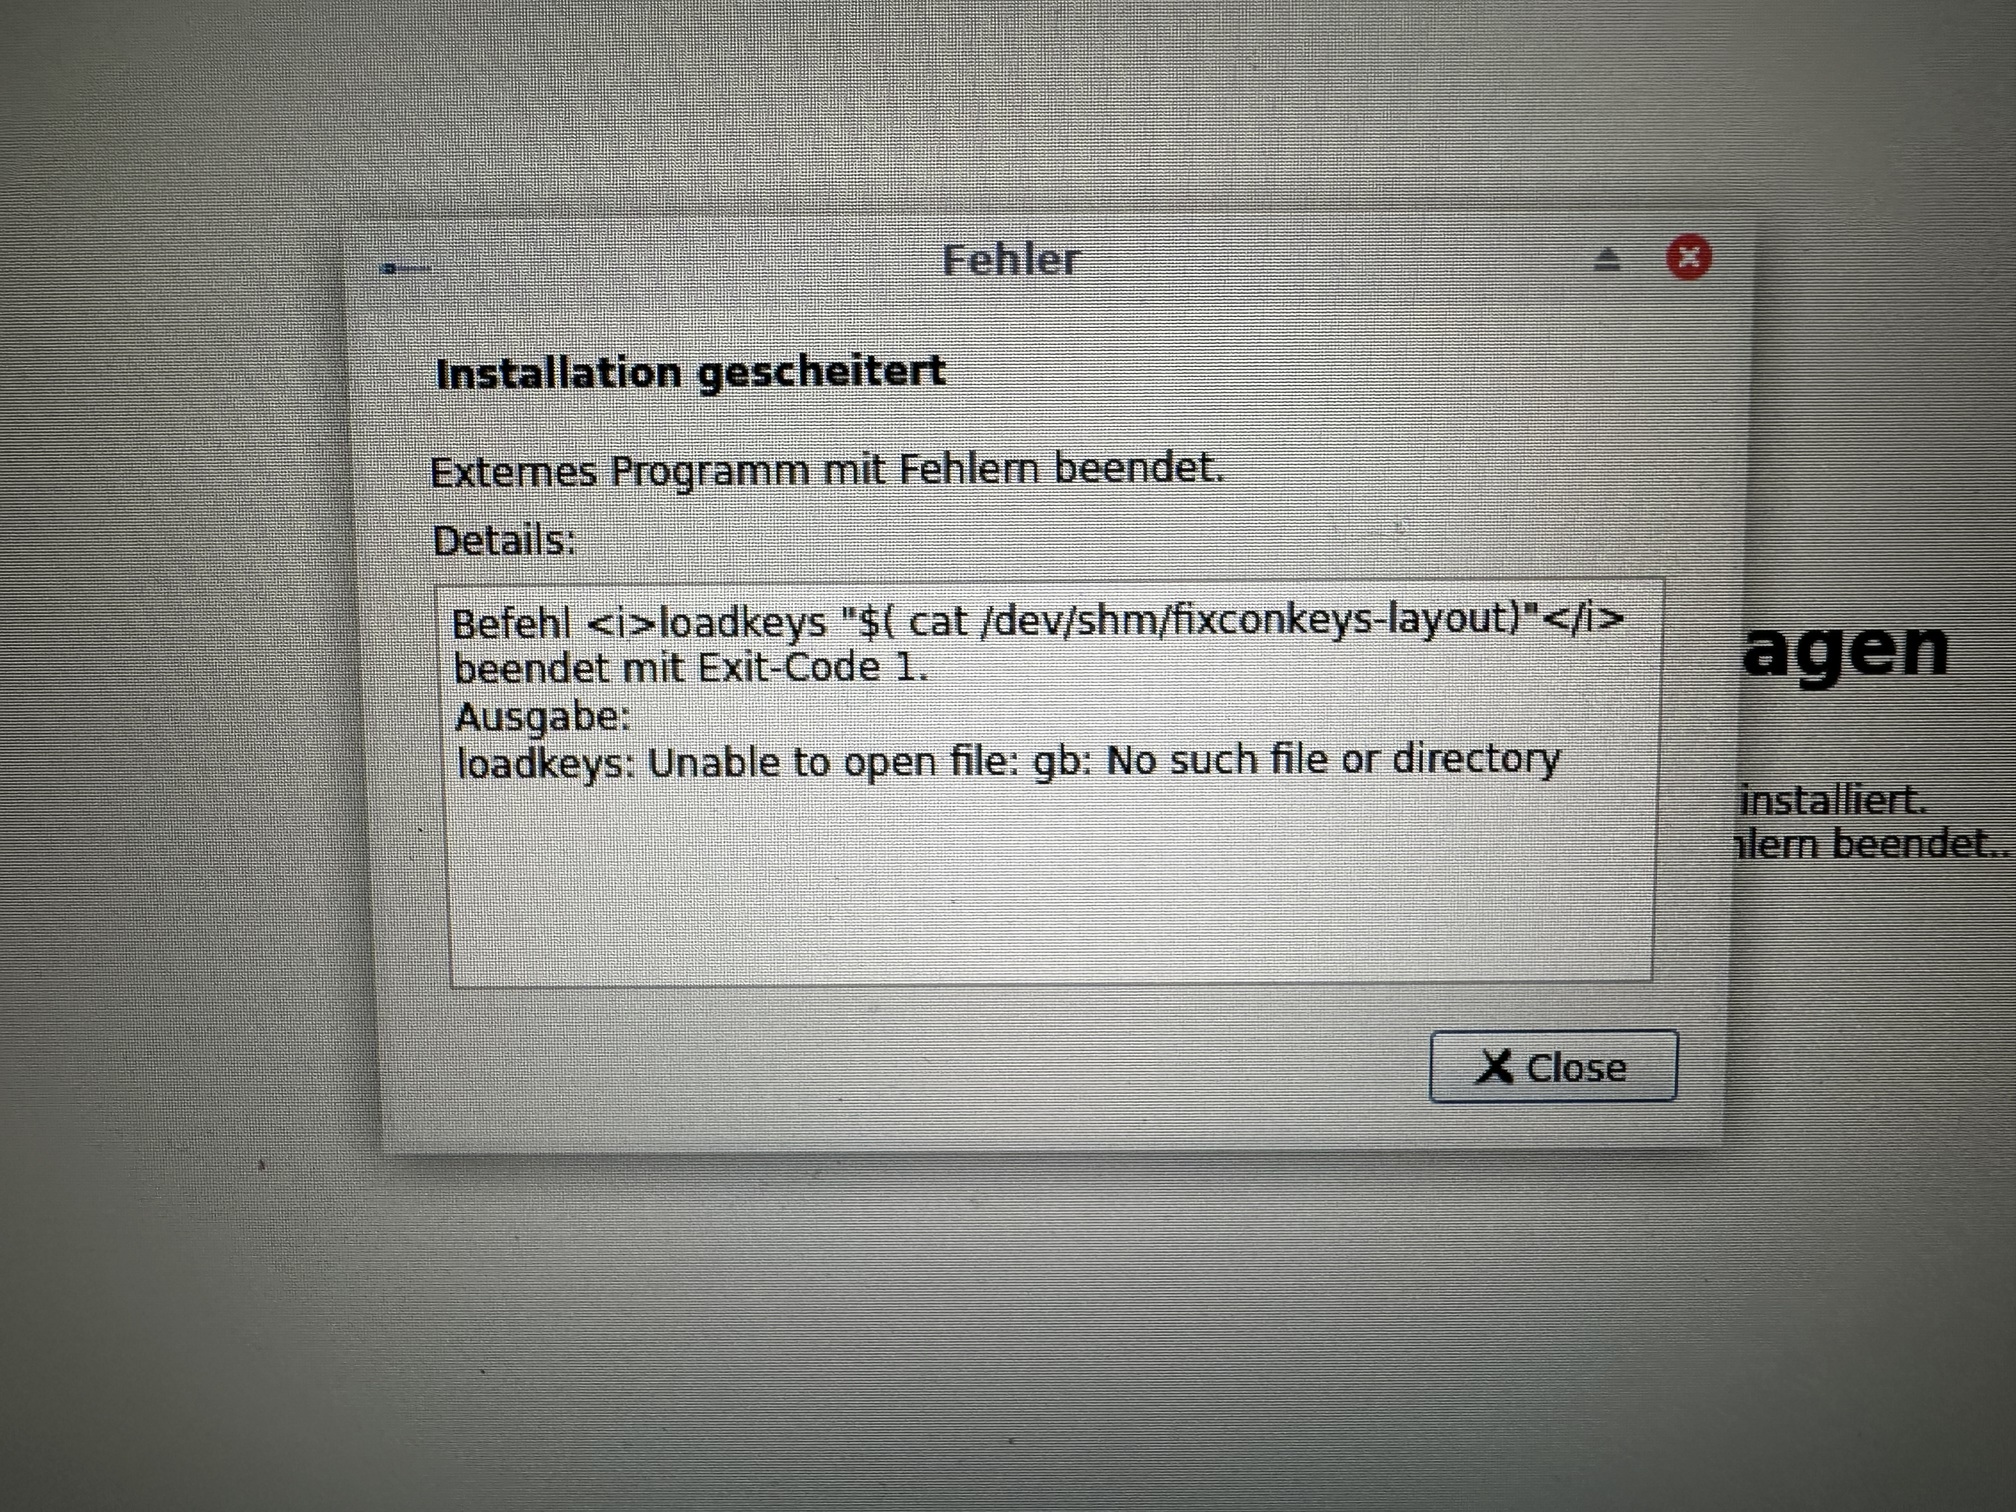 Fehler
Installation gescheitert
Externes Programm mit Fehlern beendet.
Details:
Befehl <i>loadkeys "$( cat /dev/shm/fixconkeys-layout)"</i>
beendet mit Exit-Code 1.
Ausgabe:
loadkeys: Unable to open file: gb: No such file or directory
agen
installiert.
hlern beendet..
Close